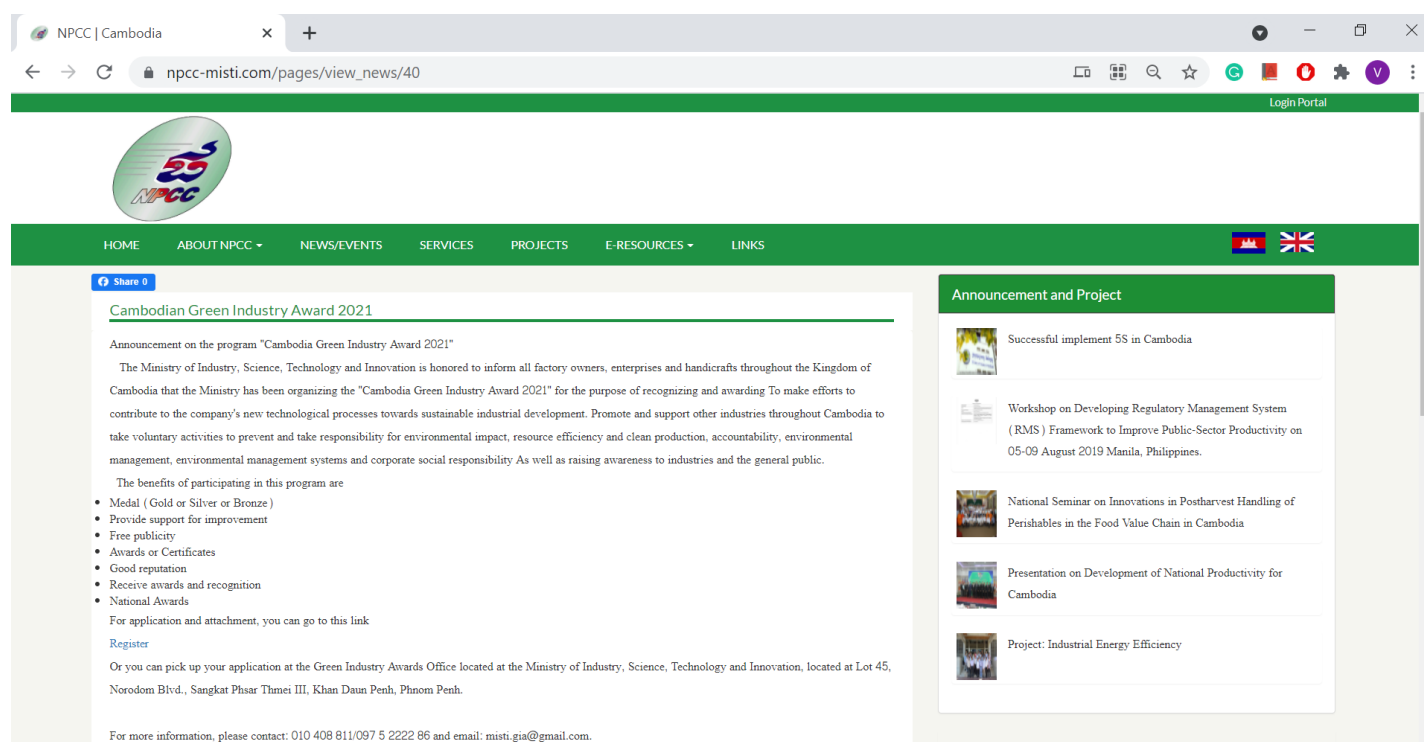 NPCC | Cambodia
npcc-misti.com/pages/view_news/40
Login Portal
NPCC
HOME ABOUT NPCC NEWS/EVENTS SERVICES PROJECTS E-RESOURCES LINKS
Share 0
Cambodian Green Industry Award 2021
Announcement on the program "Cambodia Green Industry Award 2021"
The Ministry of Industry, Science, Technology and Innovation is honored to inform all factory owners, enterprises and handicrafts throughout the Kingdom of
Cambodia that the Ministry has been organizing the "Cambodia Green Industry Award 2021" for the purpose of recognizing and awarding To make efforts to
contribute to the company's new technological processes towards sustainable industrial development. Promote and support other industries throughout Cambodia to
take voluntary activities to prevent and take responsibility for environmental impact, resource efficiency and clean production, accountability, environmental
management, environmental management systems and corporate social responsibility As well as raising awareness to industries and the general public.
The benefits of participating in this program are
• Medal ( Gold or Silver or Bronze )
• Provide support for improvement
• Free publicity
• Awards or Certificates
• Good reputation
• Receive awards and recognition
• National Awards
For application and attachment, you can go to this link
Register
Or you can pick up your application at the Green Industry Awards Office located at the Ministry of Industry, Science, Technology and Innovation, located at Lot 45,
Norodom Blvd., Sangkat Phsar Thmei III, Khan Daun Penh, Phnom Penh.
For more information, please contact: 010 408 811/097 5 2222 86 and email: misti.gia@gmail.com.
Announcement and Project
Successful implement 5S in Cambodia
Workshop on Developing Regulatory Management System
( RMS ) Framework to Improve Public-Sector Productivity on
05-09 August 2019 Manila, Philippines.
National Seminar on Innovations in Postharvest Handling of
Perishables in the Food Value Chain in Cambodia
Presentation on Development of National Productivity for
Cambodia
Project: Industrial Energy Efficiency